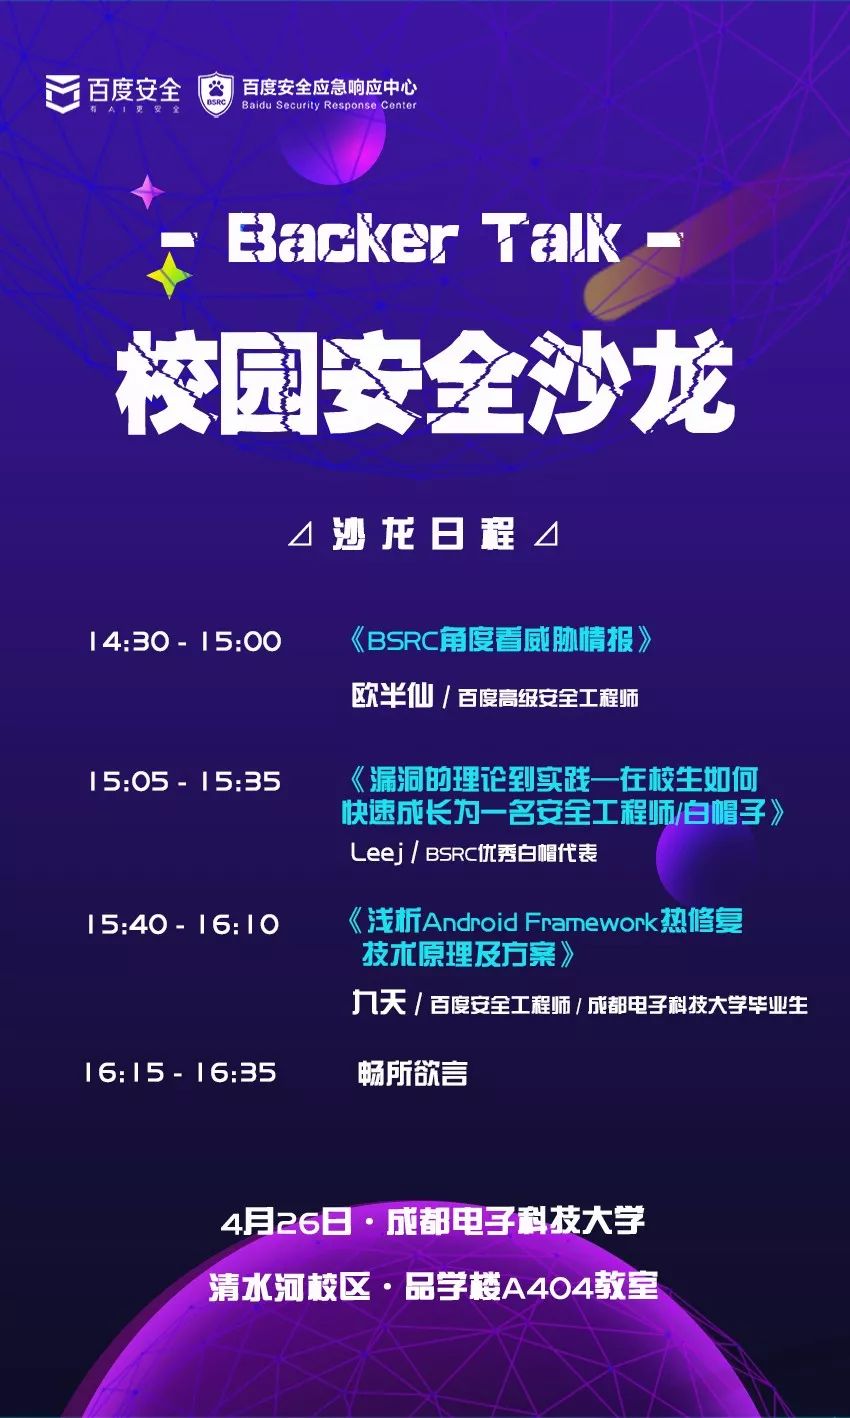 百度安全
有AI更安全
BSRC
百度安全应急响应中心
Baidu Security Response Center
- Backer Talk -
校园安全沙龙
沙龙日程
14:30 - 15:00
《BSRC角度看威胁情报》
欧半仙 / 百度高级安全工程师
15:05 - 15:35
《漏洞的理论到实践—在校生如何
快速成长为一名安全工程师/白帽子》
Leej / BSRC优秀白帽代表
15:40 - 16:10
《浅析Android Framework热修复
技术原理及方案》
九天 / 百度安全工程师 / 成都电子科技大学毕业生
16:15 - 16:35
畅所欲言
4月26日·成都电子科技大学
清水河校区·品学楼A404教室